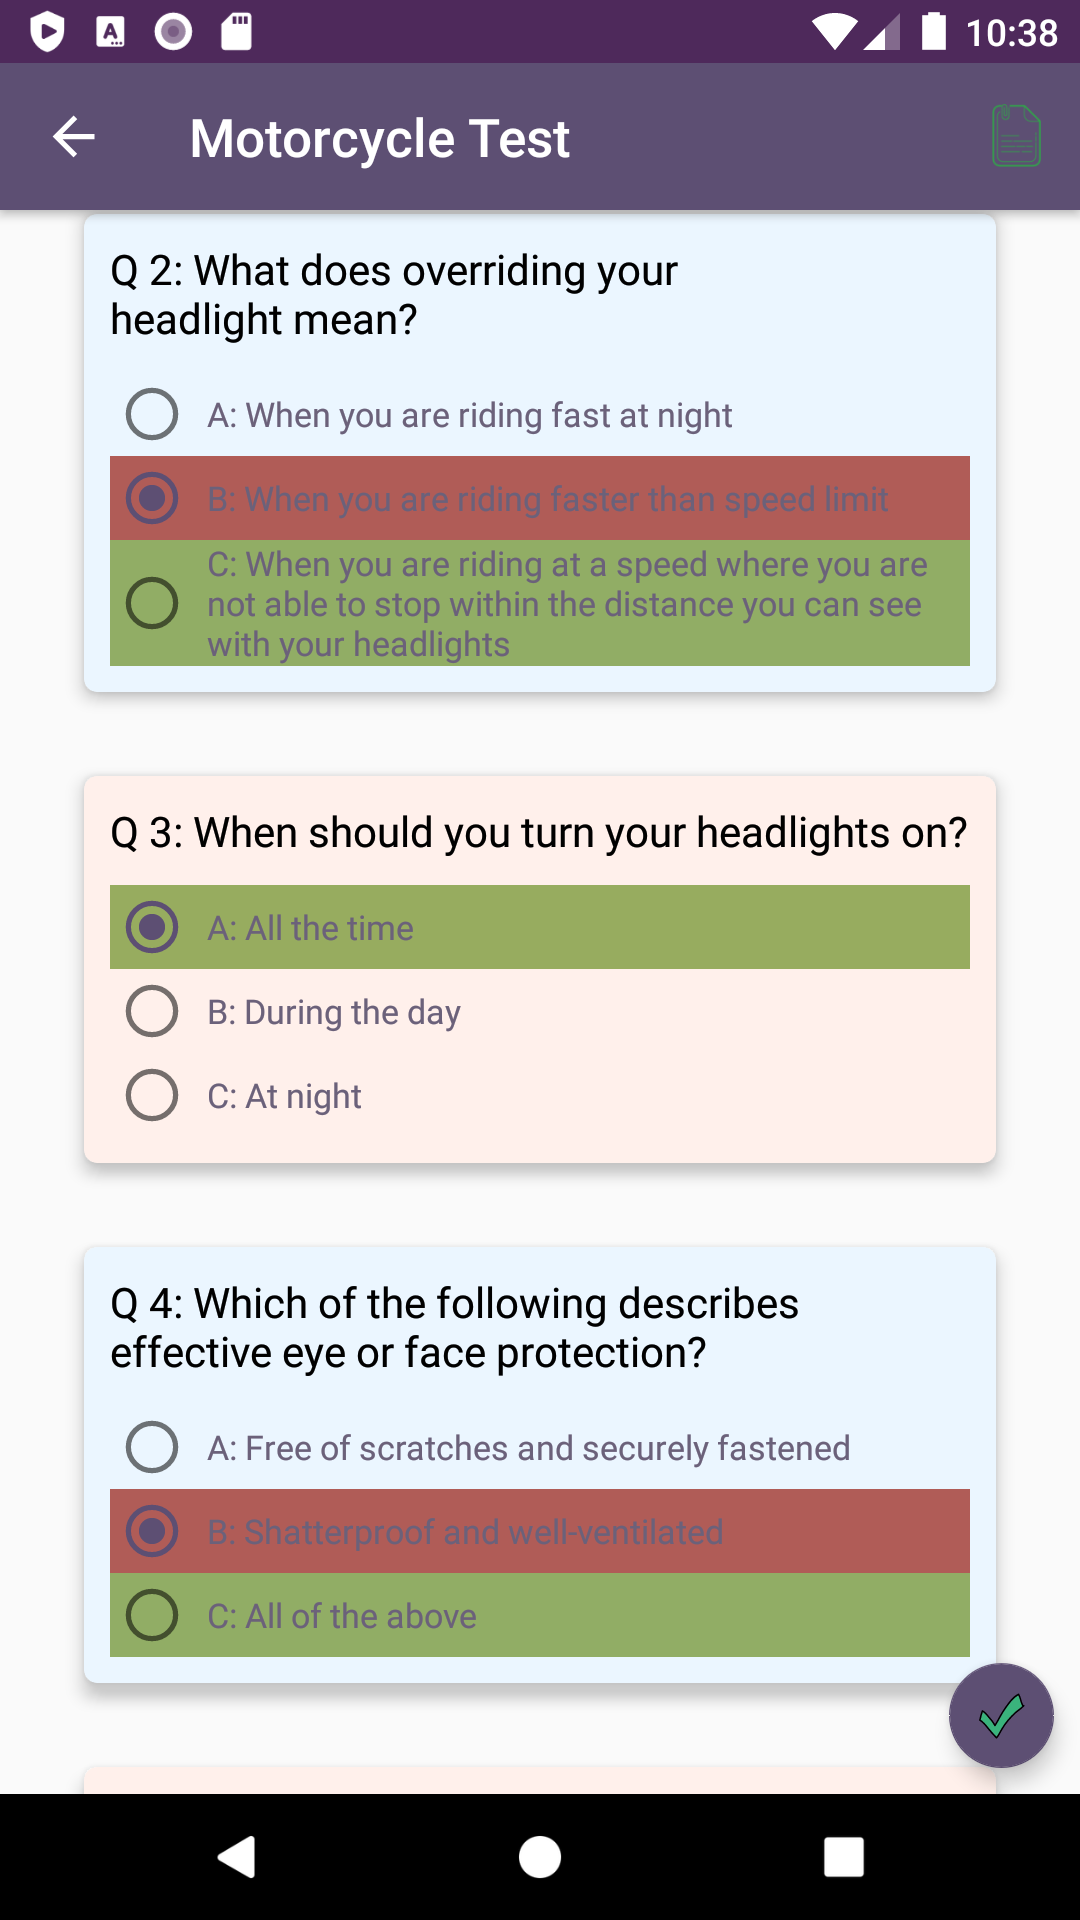 10:38
Motorcycle Test
Q 2: What does overriding your
headlight mean?
A: When you are riding fast at night
B: When you are riding faster than speed limit
C: When you are riding at a speed where you are
not able to stop within the distance you can see
with your headlights
Q 3: When should you turn your headlights on?
A: All the time
B: During the day
C: At night
Q 4: Which of the following describes
effective eye or face protection?
A: Free of scratches and securely fastened
B: Shatterproof and well-ventilated
C: All of the above